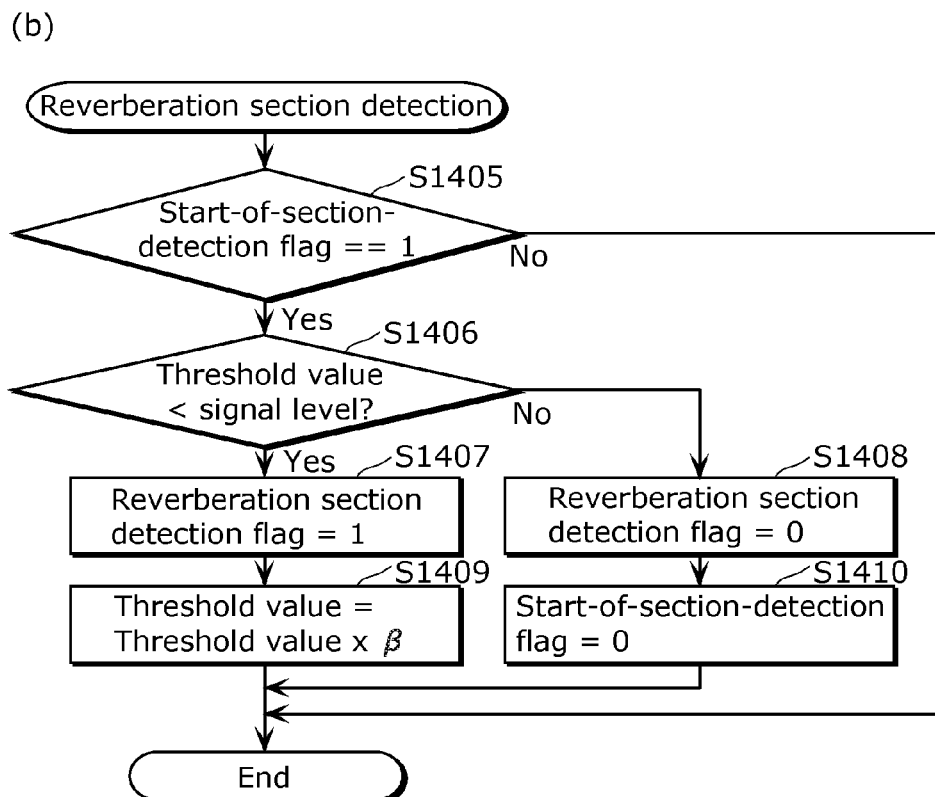 (b)
Reverberation section detection
S1405
Start-of-section-
detection flag == 1
No
Yes
S1406
Threshold value
< signal level?
No
Yes
S1407
Reverberation section
detection flag = 1
S1408
Reverberation section
detection flag = 0
S1409
Threshold value =
Threshold value x β
S1410
Start-of-section-detection
flag = 0
End